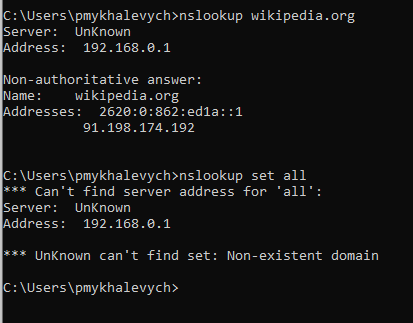 C:\Users\pmykhalevych>nslookup wikipedia.org
Server:  UnKnown
Address:  192.168.0.1

Non-authoritative answer:
Name:    wikipedia.org
Addresses:  2620:0:862:ed1a::1
          91.198.174.192


C:\Users\pmykhalevych>nslookup set all
*** Can't find server address for 'all':
Server:  UnKnown
Address:  192.168.0.1

*** UnKnown can't find set: Non-existent domain

C:\Users\pmykhalevych>